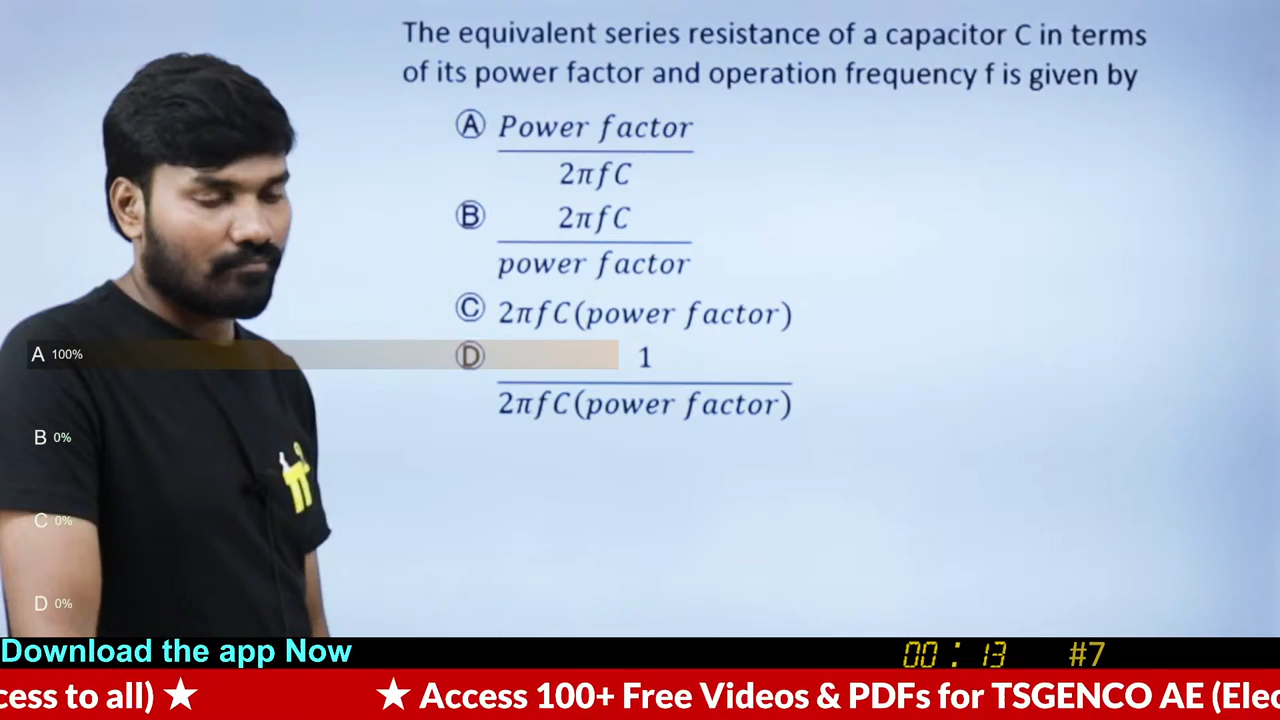 The equivalent series resistance of a capacitor C in terms
of its power factor and operation frequency f is given by
Ⓐ Power factor
2πfC
Ⓑ 2πfC
power factor
Ⓒ 2πfC(power factor)
Ⓓ 1
2πfC(power factor)
A 100%
B 0%
C 0%
D 0%
Download the app Now
00 : 13 #7
cess to all) ★ ★ Access 100+ Free Videos & PDFs for TSGENCO AE (Elec